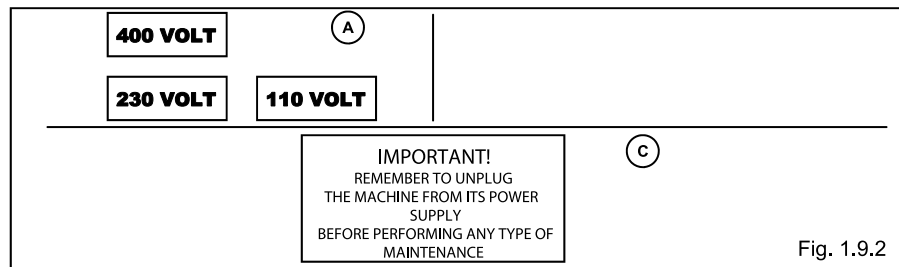 400 VOLT
A
230 VOLT
110 VOLT
C
IMPORTANT!
REMEMBER TO UNPLUG
THE MACHINE FROM ITS POWER
SUPPLY
BEFORE PERFORMING ANY TYPE OF
MAINTENANCE
Fig. 1.9.2